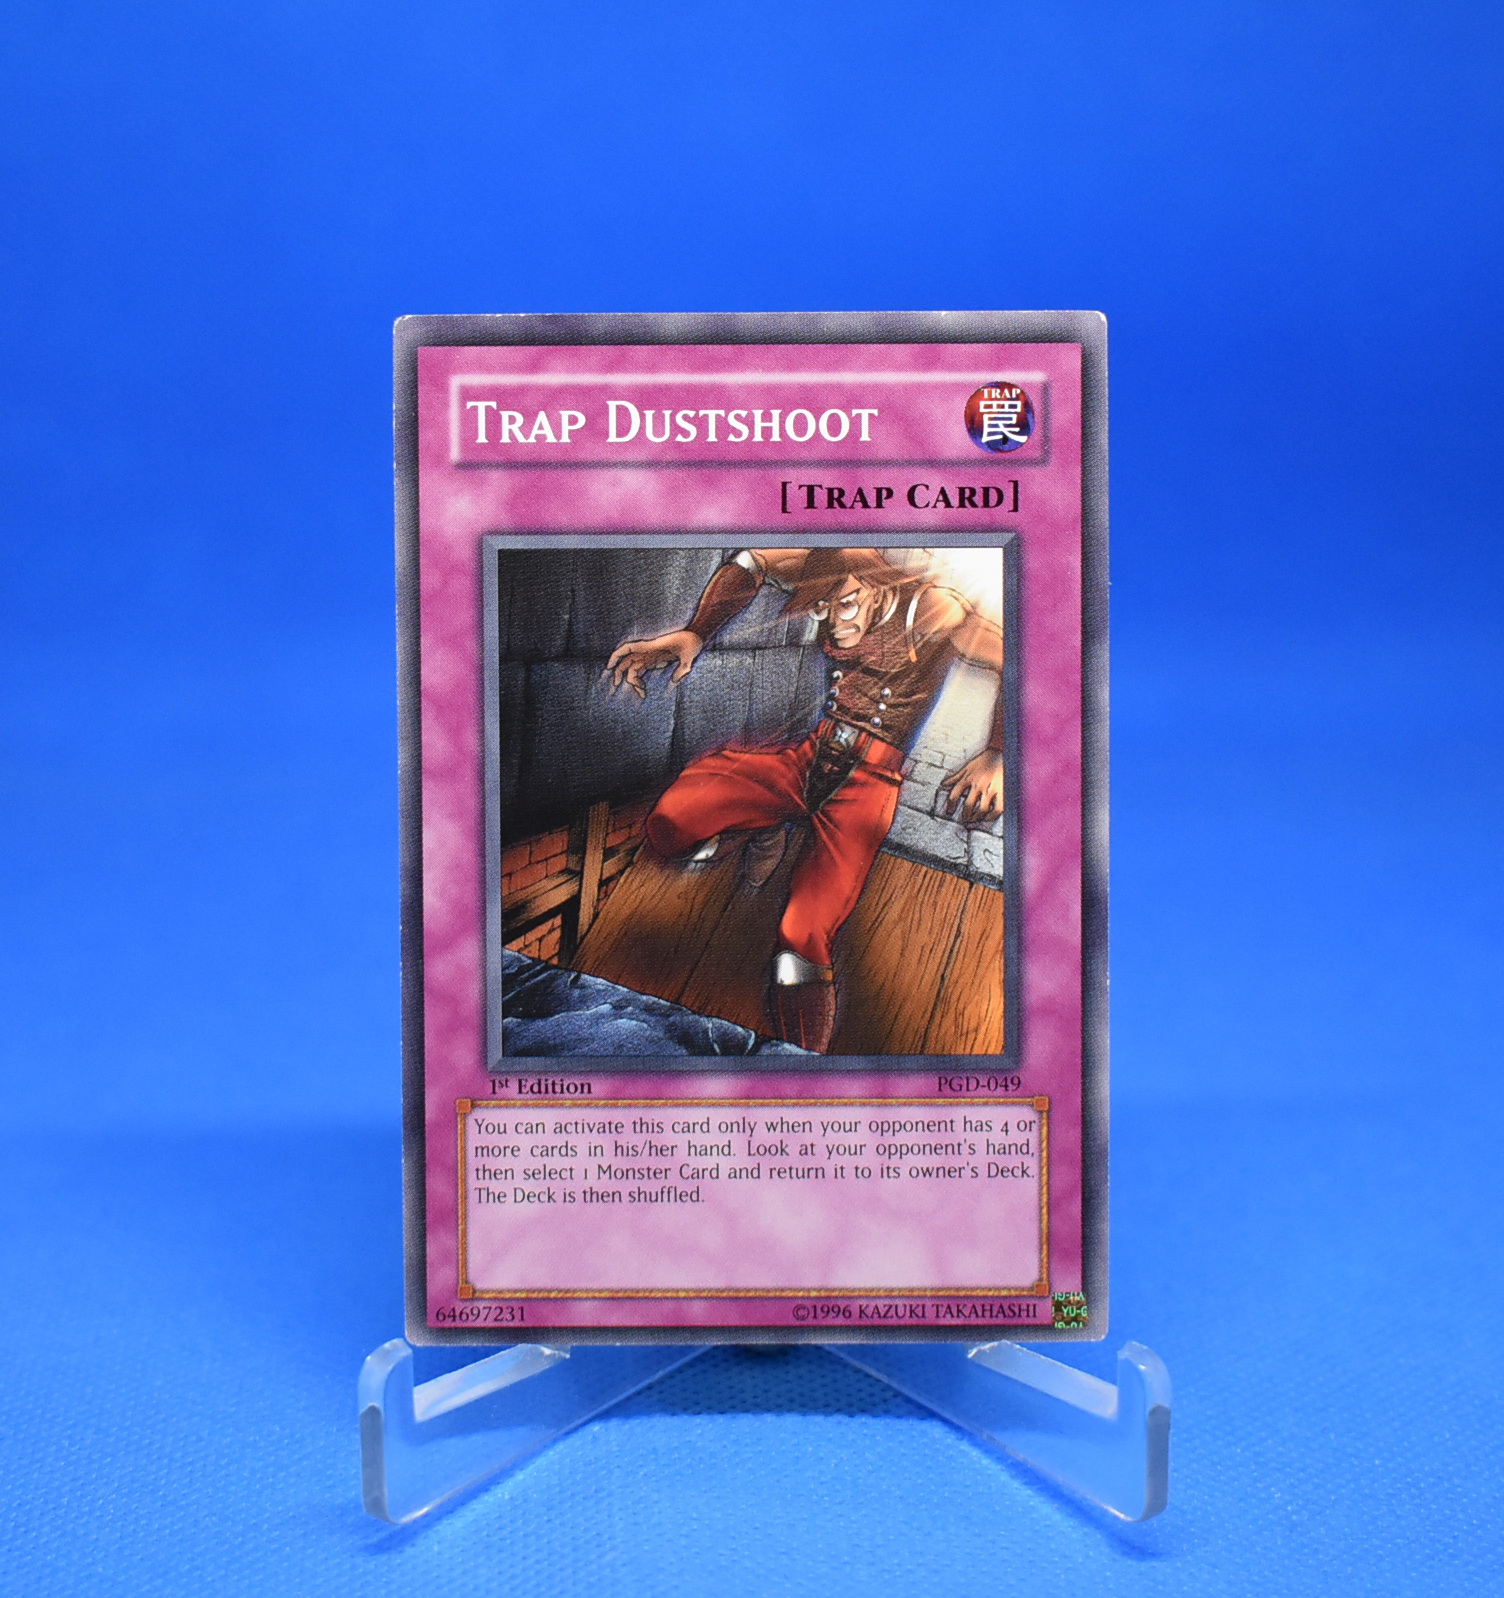 TRAP DUSTSHOOT
TRAP
罠
[TRAP CARD]
1st Edition
PGD-049
You can activate this card only when your opponent has 4 or
more cards in his/her hand. Look at your opponent's hand,
then select 1 Monster Card and return it to its owner's Deck.
The Deck is then shuffled.
64697231
©1996 KAZUKI TAKAHASHI